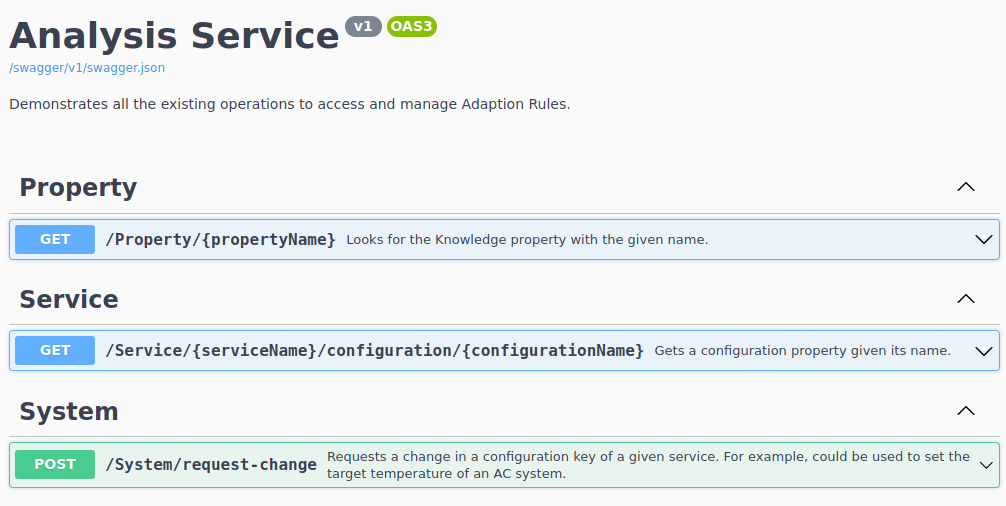 Analysis Service v1 OAS3
/swagger/v1/swagger.json
Demonstrates all the existing operations to access and manage Adaption Rules.
Property
GET /Property/{propertyName} Looks for the Knowledge property with the given name.
Service
GET /Service/{serviceName}/configuration/{configurationName} Gets a configuration property given its name.
System
POST /System/request-change Requests a change in a configuration key of a given service. For example, could be used to set the
target temperature of an AC system.